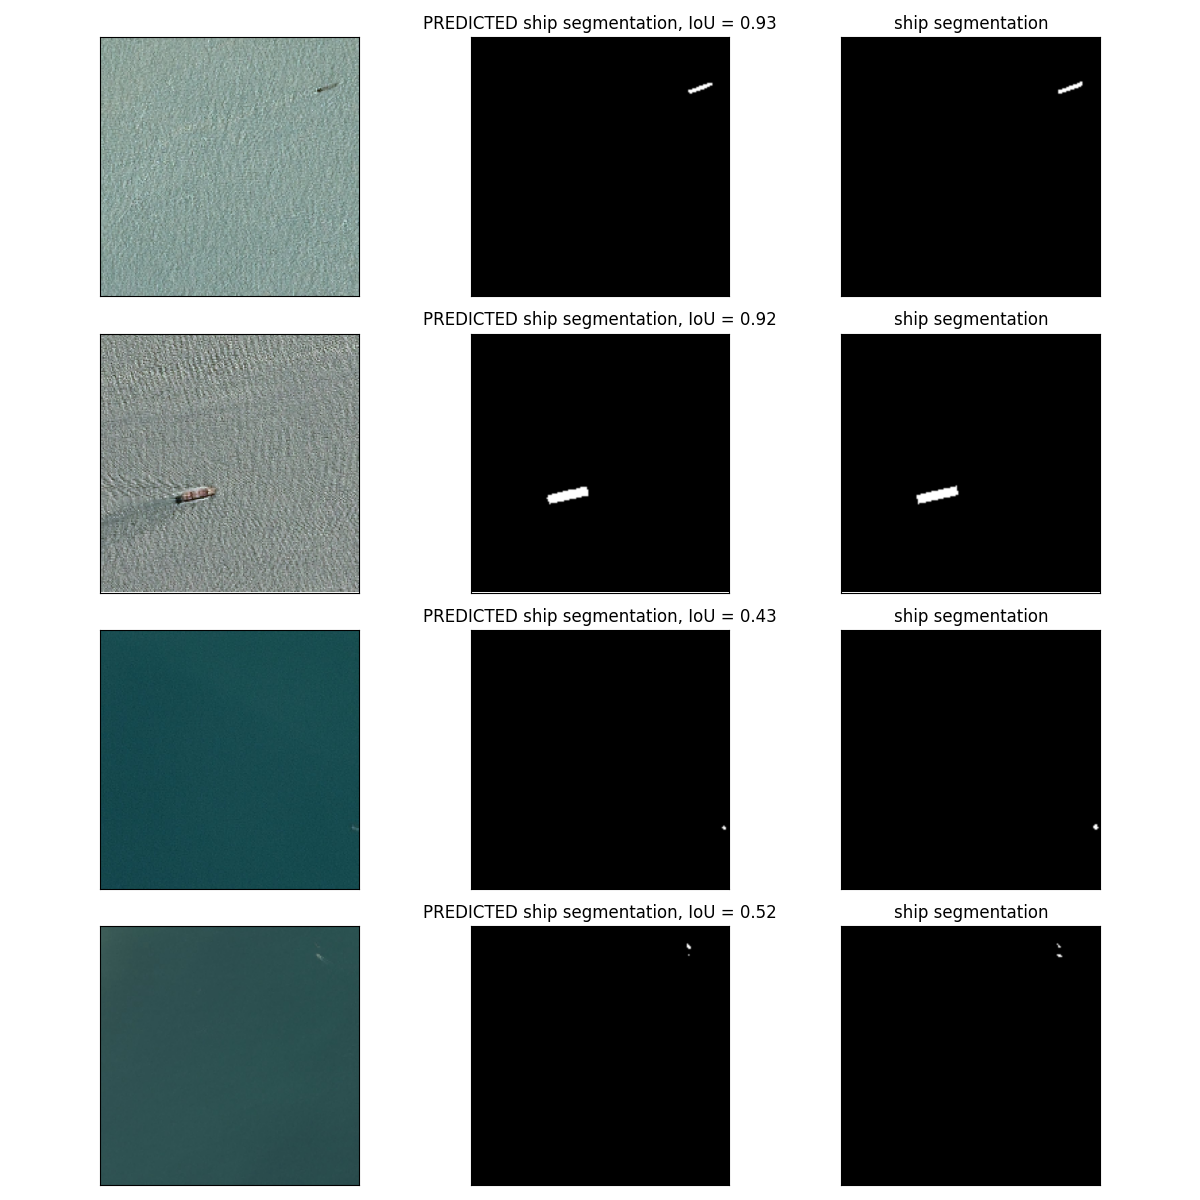 PREDICTED ship segmentation, IoU = 0.93
ship segmentation
PREDICTED ship segmentation, IoU = 0.92
ship segmentation
PREDICTED ship segmentation, IoU = 0.43
ship segmentation
PREDICTED ship segmentation, IoU = 0.52
ship segmentation